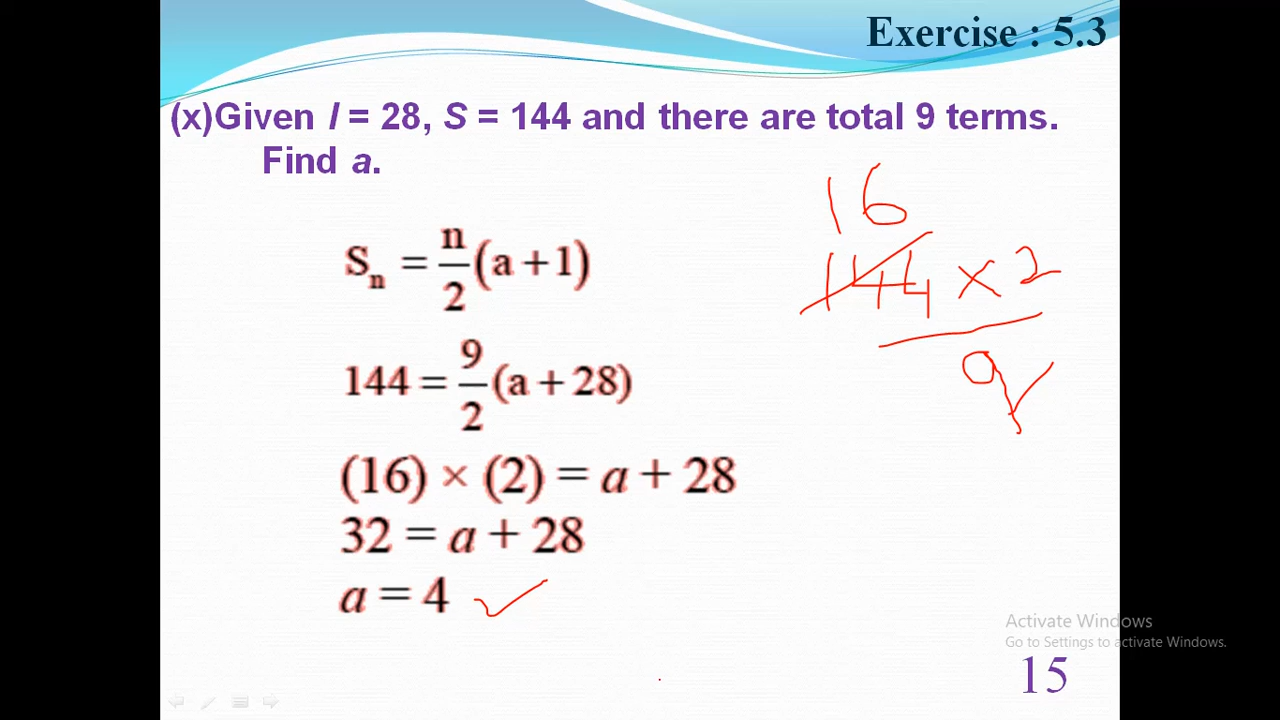 Exercise : 5.3
(x)Given l = 28, S = 144 and there are total 9 terms.
Find a.
Sn = n/2 (a + 1)
144 = 9/2 (a + 28)
(16) × (2) = a + 28
32 = a + 28
a = 4
16
144 × 2
9
Activate Windows
Go to Settings to activate Windows.
15